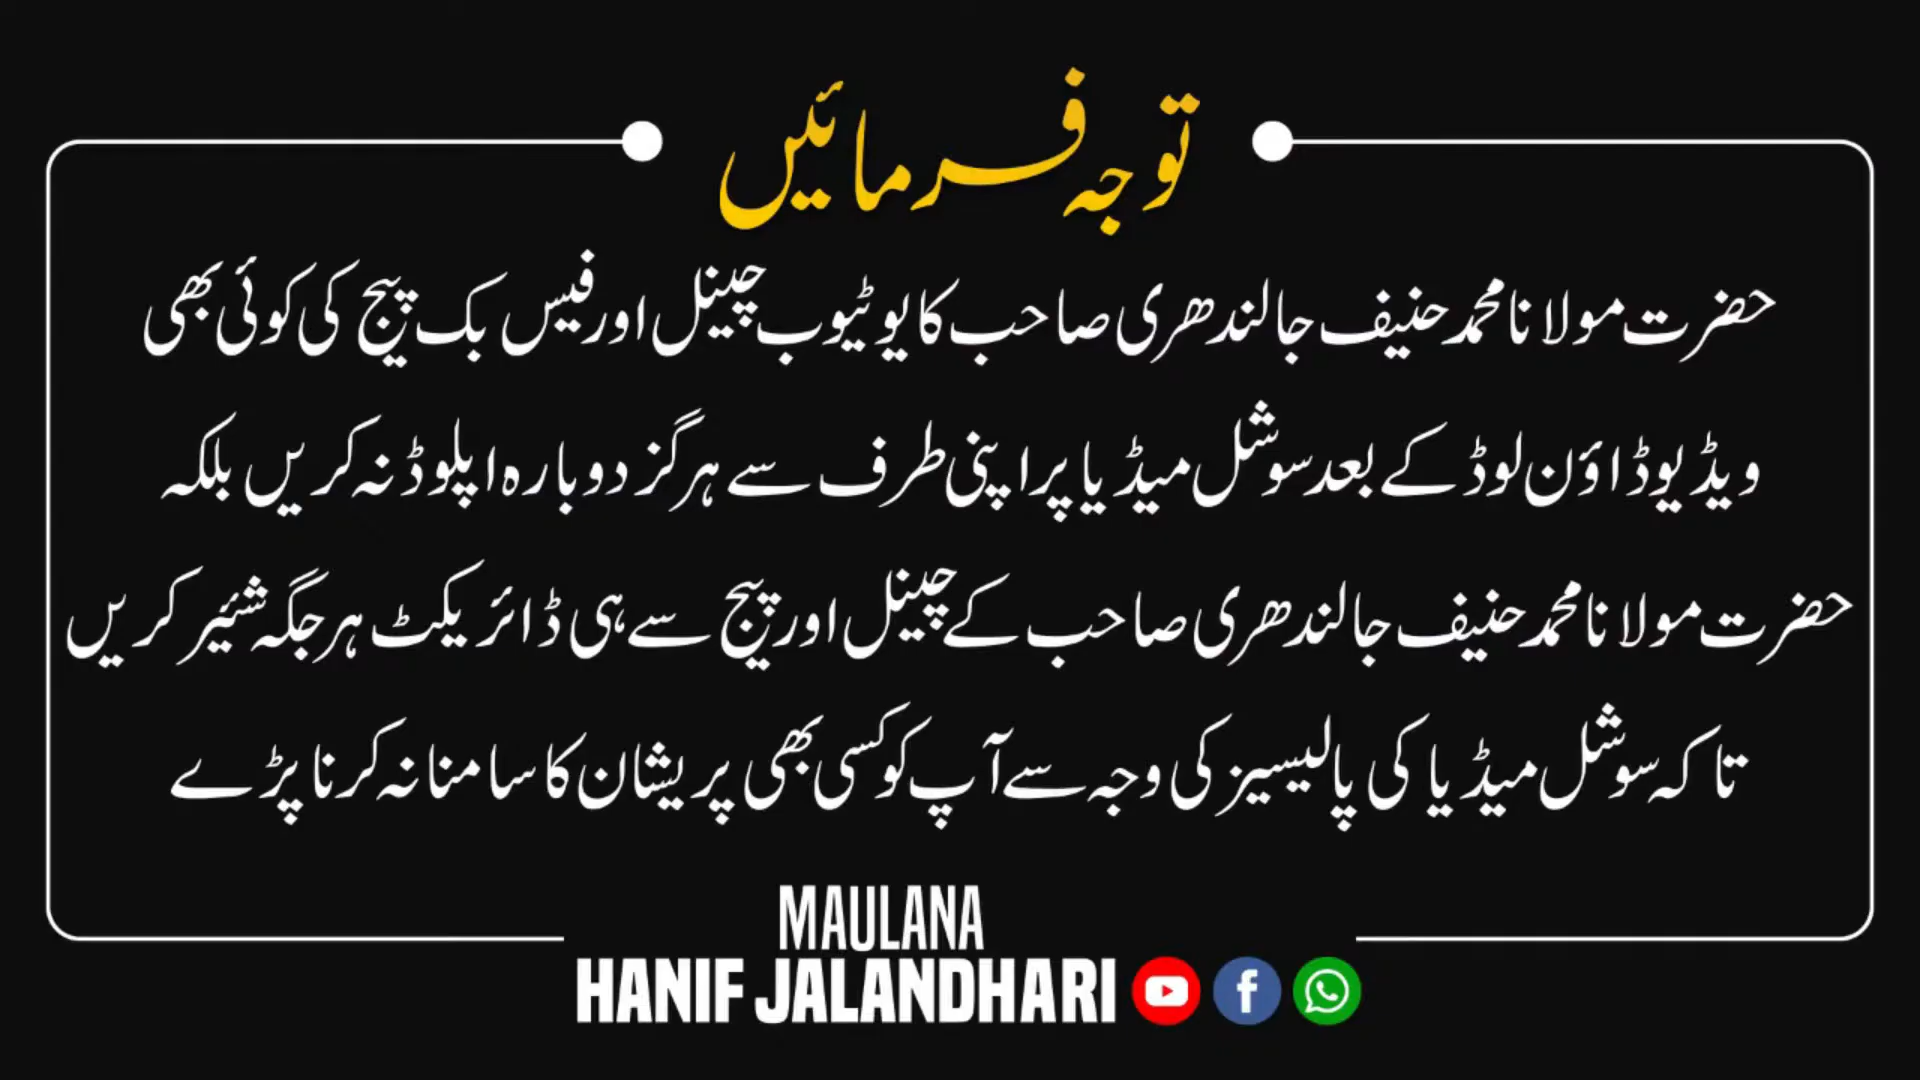 توجہ فرمائیں
حضرت مولانا محمد حنیف جالندھری صاحب کا یوٹیوب چینل اور فیس بک پیج کی کوئی بھی
ویڈیو ڈاؤن لوڈ کے بعد سوشل میڈیا پر اپنی طرف سے ہرگز دوبارہ اپلوڈ نہ کریں بلکہ
حضرت مولانا محمد حنیف جالندھری صاحب کے چینل اور پیج سے ہی ڈائریکٹ ہر جگہ شئیر کریں
تاکہ سوشل میڈیا کی پالیسیز کی وجہ سے آپ کو کسی بھی پریشان کا سامنا نہ کرنا پڑے
MAULANA
HANIF JALANDHARI